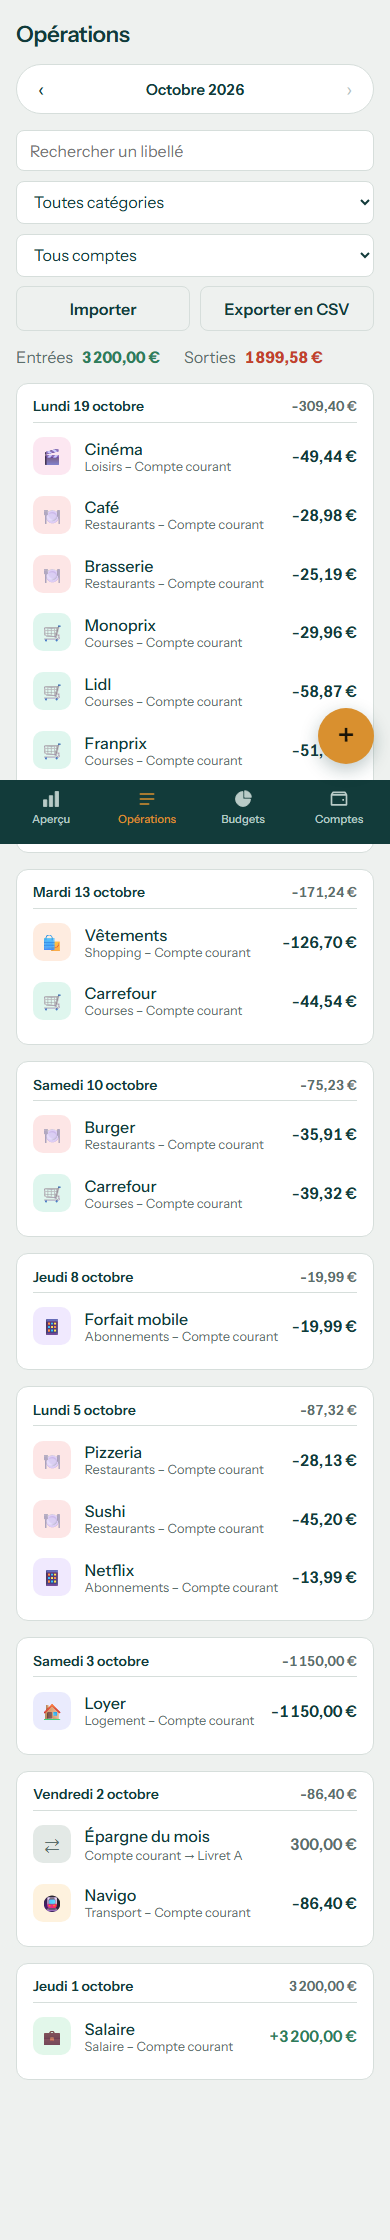 Opérations
‹ Octobre 2026 ›
Rechercher un libellé
Toutes catégories
Tous comptes
Importer Exporter en CSV
Entrées 3 200,00 € Sorties 1 899,58 €
Lundi 19 octobre -309,40 €
Cinéma -49,44 €
Loisirs – Compte courant
Café -28,98 €
Restaurants – Compte courant
Brasserie -25,19 €
Restaurants – Compte courant
Monoprix -29,96 €
Courses – Compte courant
Lidl -58,87 €
Courses – Compte courant
Franprix -51,
Courses – Compte courant
+
Aperçu Opérations Budgets Comptes
Mardi 13 octobre -171,24 €
Vêtements -126,70 €
Shopping – Compte courant
Carrefour -44,54 €
Courses – Compte courant
Samedi 10 octobre -75,23 €
Burger -35,91 €
Restaurants – Compte courant
Carrefour -39,32 €
Courses – Compte courant
Jeudi 8 octobre -19,99 €
Forfait mobile -19,99 €
Abonnements – Compte courant
Lundi 5 octobre -87,32 €
Pizzeria -28,13 €
Restaurants – Compte courant
Sushi -45,20 €
Restaurants – Compte courant
Netflix -13,99 €
Abonnements – Compte courant
Samedi 3 octobre -1 150,00 €
Loyer -1 150,00 €
Logement – Compte courant
Vendredi 2 octobre -86,40 €
Épargne du mois 300,00 €
Compte courant → Livret A
Navigo -86,40 €
Transport – Compte courant
Jeudi 1 octobre 3 200,00 €
Salaire +3 200,00 €
Salaire – Compte courant